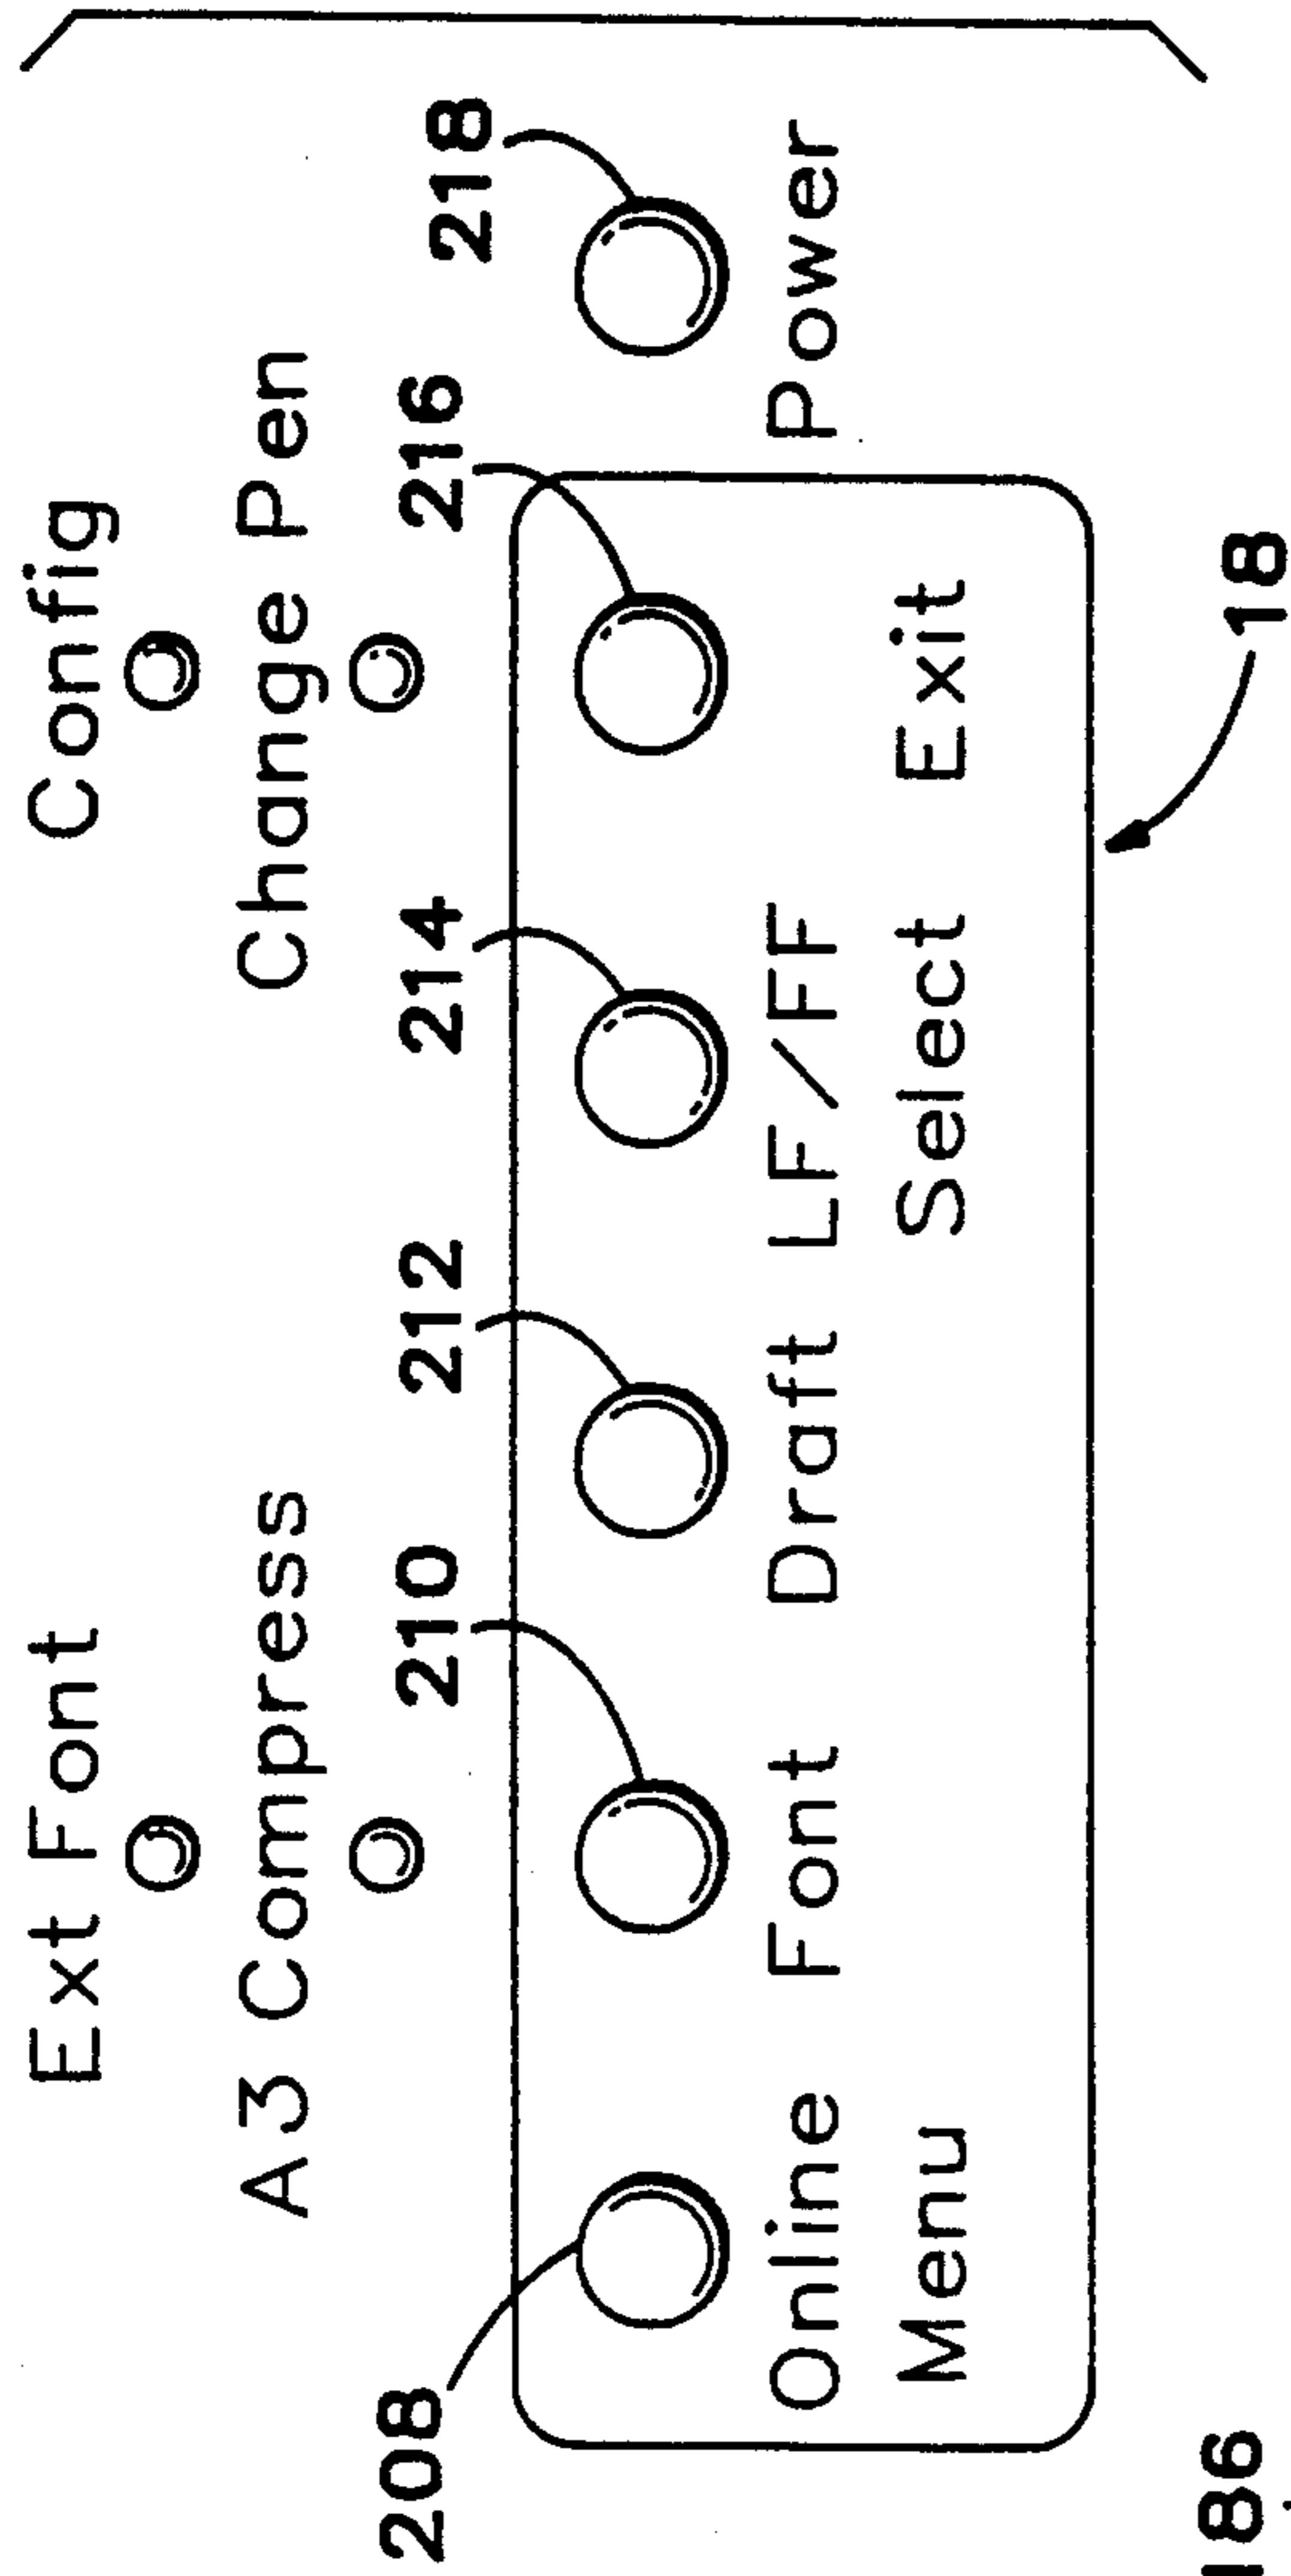 Ext Font Config
A3 Compress Change Pen
208 210 212 214 216 218
Online Font Draft LF/FF Power
Menu Select Exit
186 18